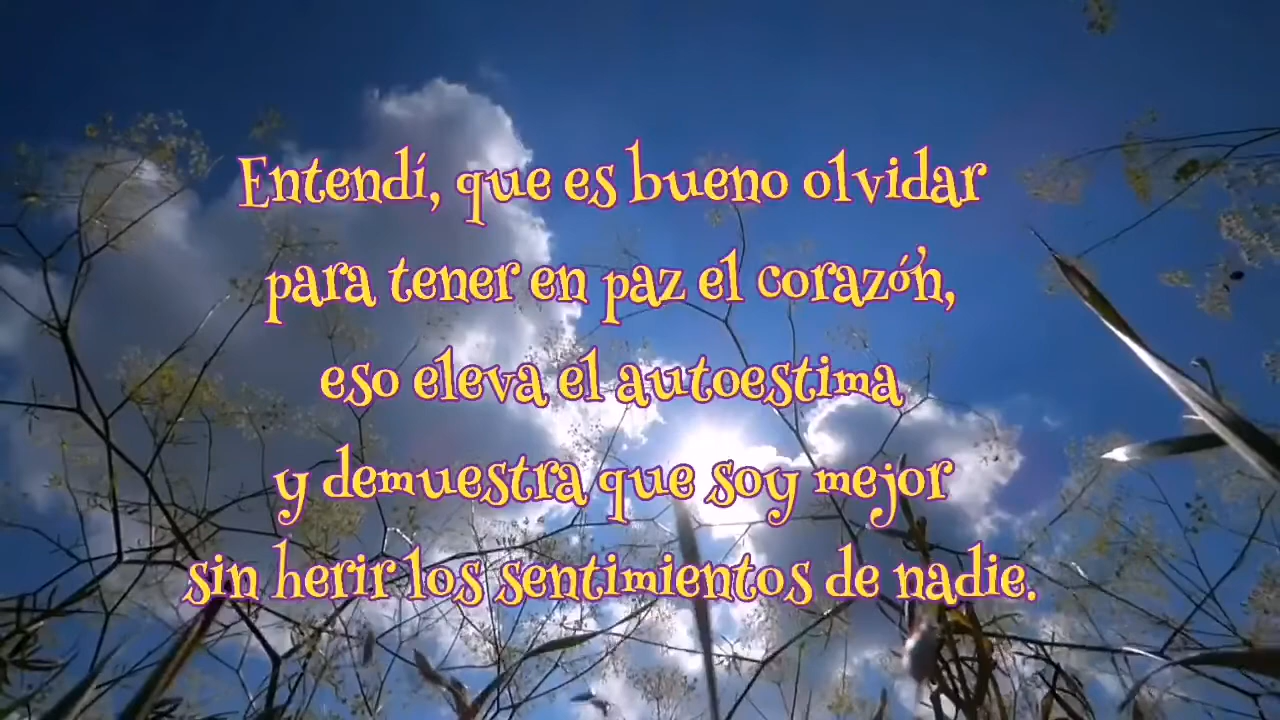 Entendí, que es bueno olvidar
para tener en paz el corazón,
eso eleva el autoestima
y demuestra que soy mejor
sin herir los sentimientos de nadie.